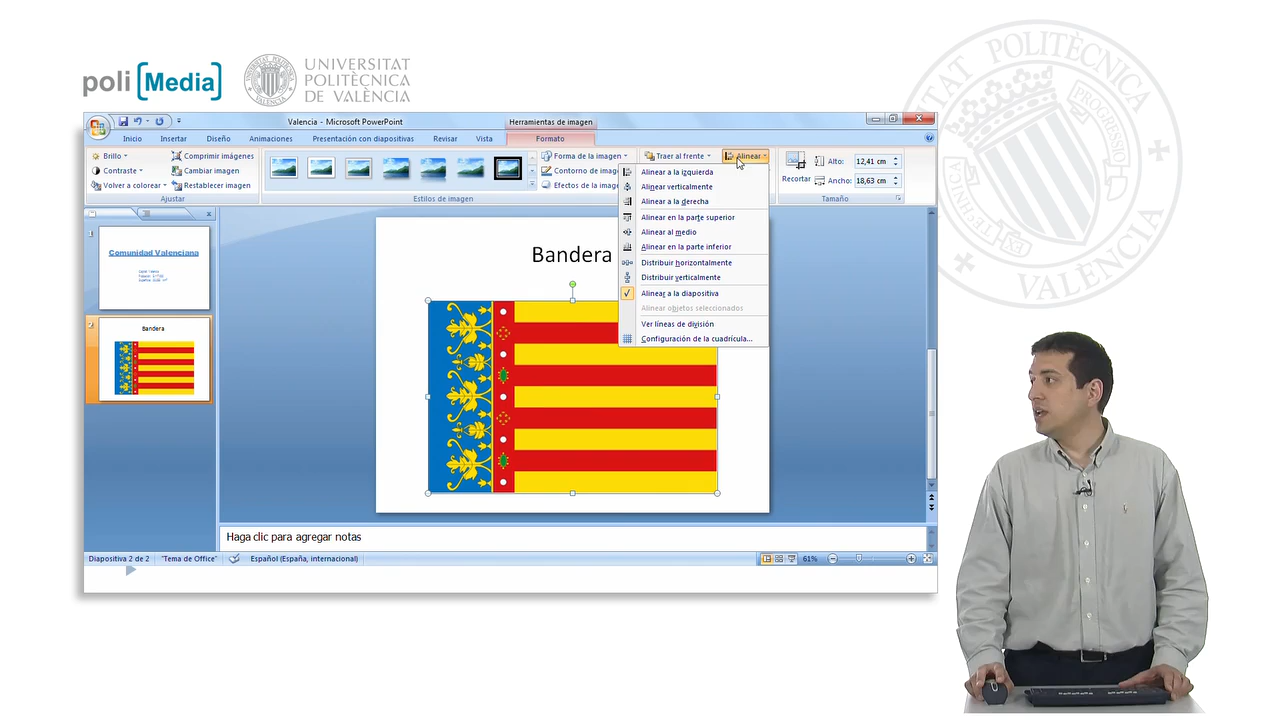 poli [Media]
UNIVERSITAT
POLITÈCNICA
DE VALÈNCIA
Valencia - Microsoft PowerPoint
Herramientas de imagen
Inicio
Insertar
Diseño
Animaciones
Presentación con diapositivas
Revisar
Vista
Formato
Brillo
Contraste
Volver a colorear
Comprimir imágenes
Cambiar imagen
Restablecer imagen
Ajustar
Estilos de imagen
Forma de la imagen
Contorno de imag
Efectos de la imag
Traer al frente
Alinear
Recortar
Alto: 12,41 cm
Ancho: 18,63 cm
Tamaño
Alinear a la izquierda
Alinear verticalmente
Alinear a la derecha
Alinear en la parte superior
Alinear al medio
Alinear en la parte inferior
Distribuir horizontalmente
Distribuir verticalmente
Alinear a la diapositiva
Alinear objetos seleccionados
Ver líneas de división
Configuración de la cuadrícula...
1
Comunidad Valenciana
2
Bandera
Bandera
Haga clic para agregar notas
Diapositiva 2 de 2
"Tema de Office"
Español (España, internacional)
61%
POLITÈCNICA
VALÈNCIA